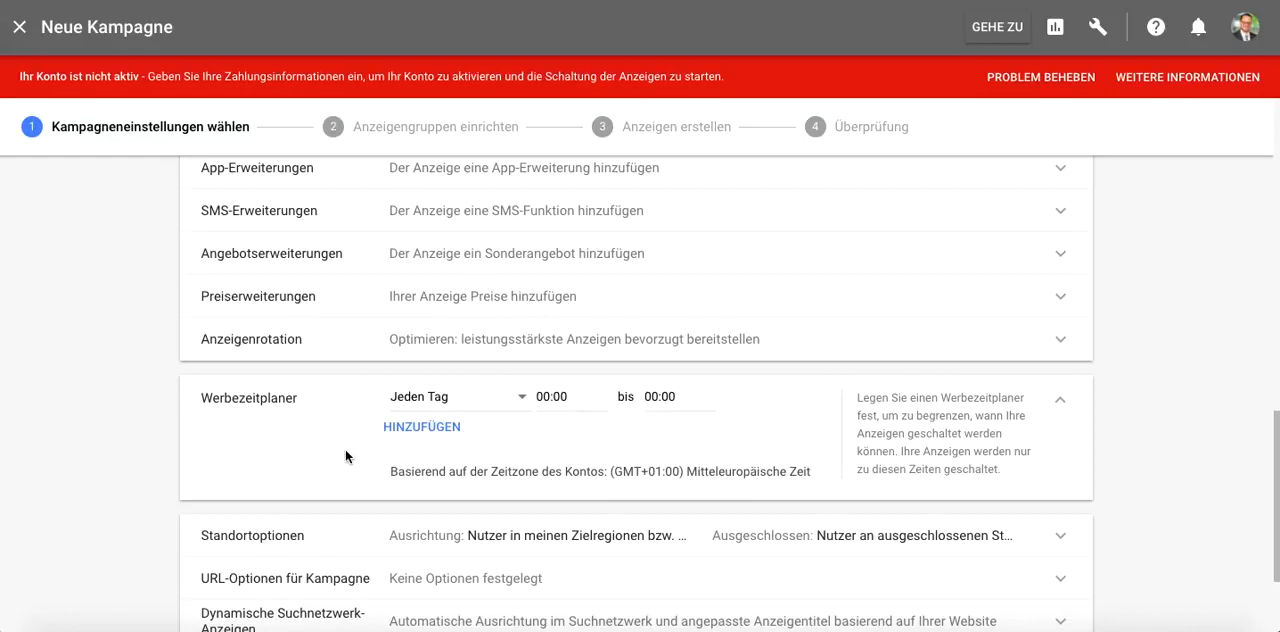 Neue Kampagne
GEHE ZU
Ihr Konto ist nicht aktiv - Geben Sie Ihre Zahlungsinformationen ein, um Ihr Konto zu aktivieren und die Schaltung der Anzeigen zu starten.
PROBLEM BEHEBEN
WEITERE INFORMATIONEN
1 Kampagneneinstellungen wählen
2 Anzeigengruppen einrichten
3 Anzeigen erstellen
4 Überprüfung
App-Erweiterungen Der Anzeige eine App-Erweiterung hinzufügen
SMS-Erweiterungen Der Anzeige eine SMS-Funktion hinzufügen
Angebotserweiterungen Der Anzeige ein Sonderangebot hinzufügen
Preiserweiterungen Ihrer Anzeige Preise hinzufügen
Anzeigenrotation Optimieren: leistungsstärkste Anzeigen bevorzugt bereitstellen
Werbezeitplaner
Jeden Tag 00:00 bis 00:00
HINZUFÜGEN
Basierend auf der Zeitzone des Kontos: (GMT+01:00) Mitteleuropäische Zeit
Legen Sie einen Werbezeitplaner
fest, um zu begrenzen, wann Ihre
Anzeigen geschaltet werden
können. Ihre Anzeigen werden nur
zu diesen Zeiten geschaltet.
Standortoptionen Ausrichtung: Nutzer in meinen Zielregionen bzw. ... Ausgeschlossen: Nutzer an ausgeschlossenen St...
URL-Optionen für Kampagne Keine Optionen festgelegt
Dynamische Suchnetzwerk-
Anzeigen
Automatische Ausrichtung im Suchnetzwerk und angepasste Anzeigentitel basierend auf Ihrer Website